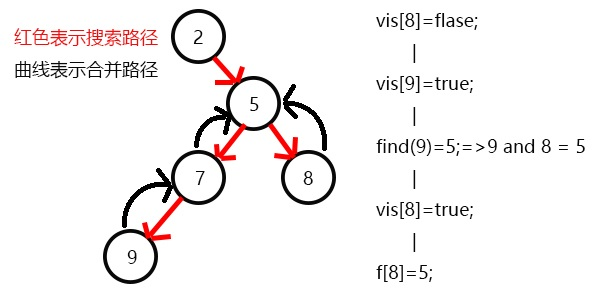 红色表示搜索路径
曲线表示合并路径
2
5
7
8
9
vis[8]=flase;
|
vis[9]=true;
|
find(9)=5;=>9 and 8 = 5
|
vis[8]=true;
|
f[8]=5;